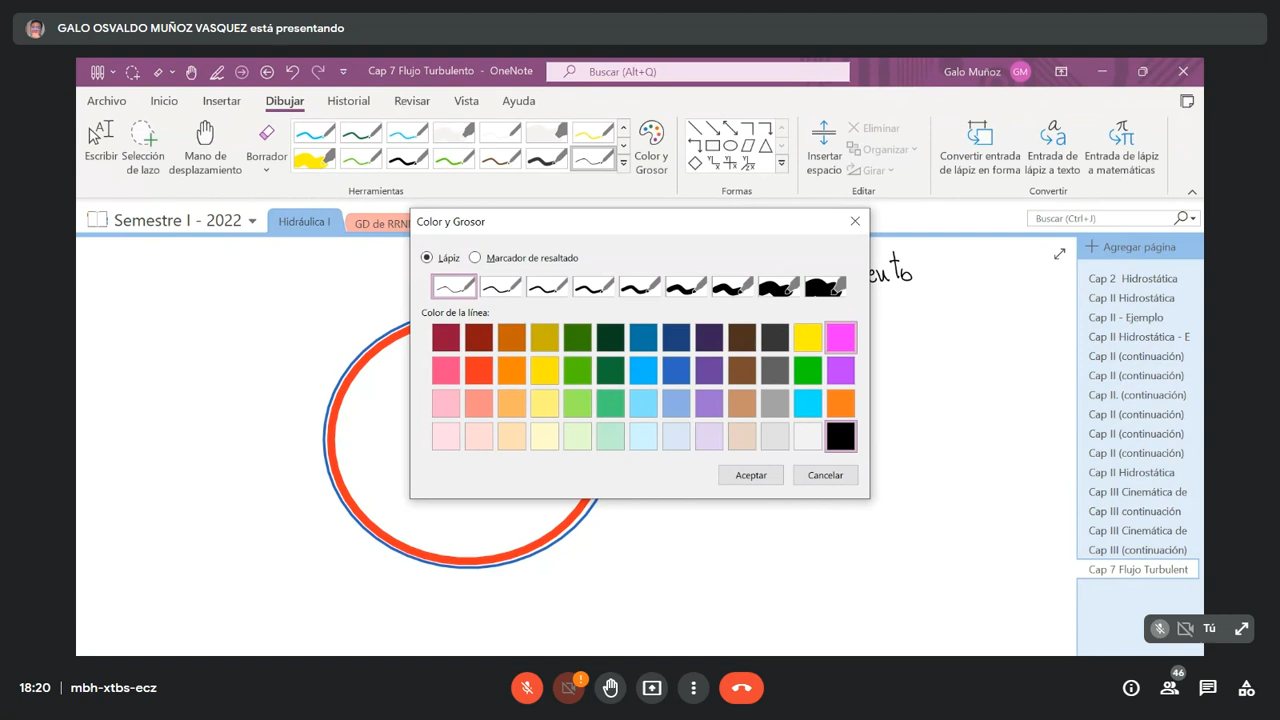 GALO OSVALDO MUÑOZ VASQUEZ está presentando
Cap 7 Flujo Turbulento - OneNote
Buscar (Alt+Q)
Galo Muñoz GM
Archivo Inicio Insertar Dibujar Historial Revisar Vista Ayuda
Escribir
Selección de lazo
Mano de desplazamiento
Borrador
Color y Grosor
Insertar espacio
Eliminar
Organizar
Girar
Convertir entrada de lápiz en forma
Entrada de lápiz a texto
Entrada de lápiz a matemáticas
Herramientas
Formas
Editar
Convertir
Semestre I - 2022
Hidráulica I
GD de RRNI
Buscar (Ctrl+J)
Color y Grosor
Lápiz
Marcador de resaltado
Color de la línea:
Aceptar
Cancelar
ento
Agregar página
Cap 2 Hidrostática
Cap II Hidrostática
Cap II - Ejemplo
Cap II Hidrostática - E
Cap II (continuación)
Cap II (continuación)
Cap II. (continuación)
Cap II (continuación)
Cap II (continuación)
Cap II (continuación)
Cap II Hidrostática
Cap III Cinemática de
Cap III continuación
Cap III Cinemática de
Cap III (continuación)
Cap 7 Flujo Turbulent
Tú
18:20 | mbh-xtbs-ecz
46